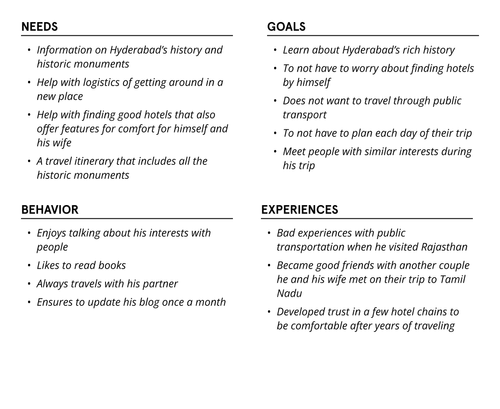 NEEDS
• Information on Hyderabad's history and
historic monuments
• Help with logistics of getting around in a
new place
• Help with finding good hotels that also
offer features for comfort for himself and
his wife
• A travel itinerary that includes all the
historic monuments
GOALS
• Learn about Hyderabad's rich history
• To not have to worry about finding hotels
by himself
• Does not want to travel through public
transport
• To not have to plan each day of their trip
• Meet people with similar interests during
his trip
BEHAVIOR
• Enjoys talking about his interests with
people
• Likes to read books
• Always travels with his partner
• Ensures to update his blog once a month
EXPERIENCES
• Bad experiences with public
transportation when he visited Rajasthan
• Became good friends with another couple
he and his wife met on their trip to Tamil
Nadu
• Developed trust in a few hotel chains to
be comfortable after years of traveling